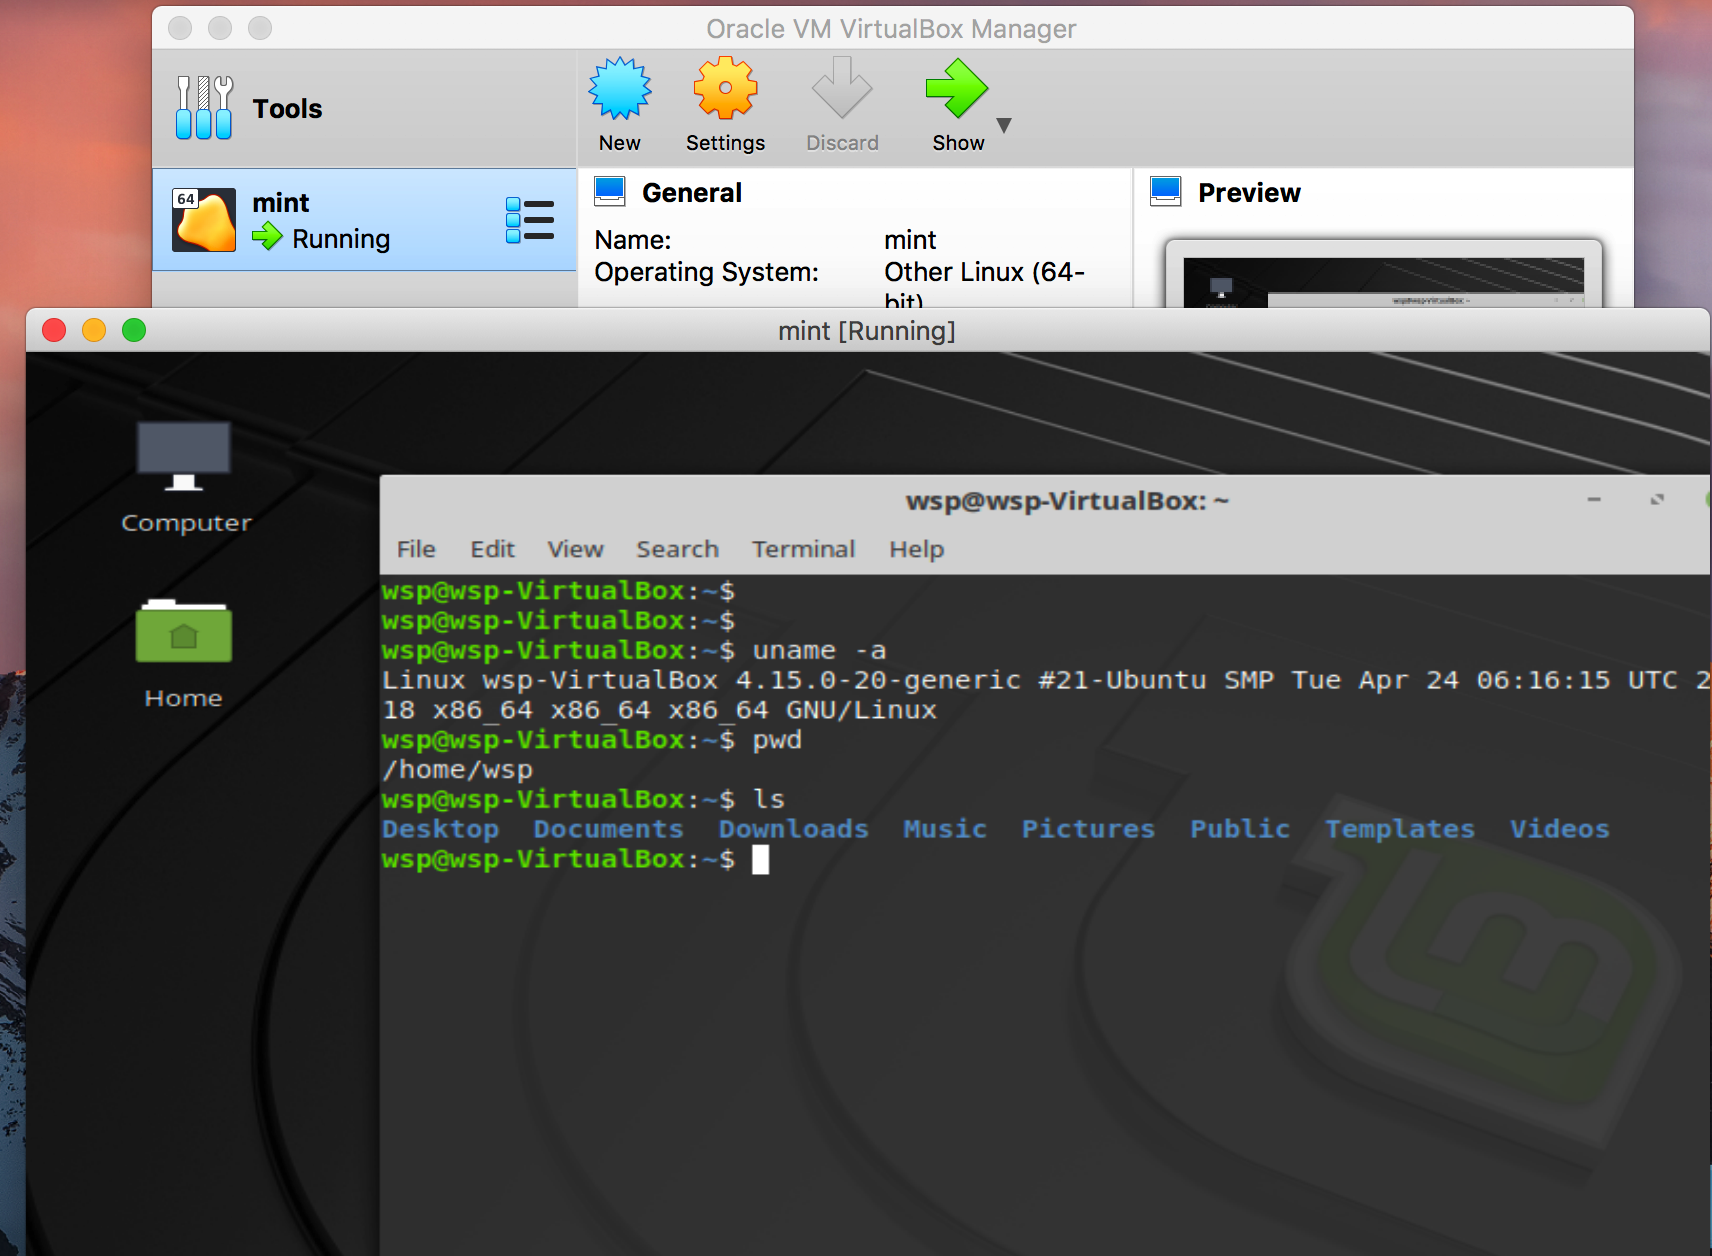 Oracle VM VirtualBox Manager
Tools
New Settings Discard Show
64
mint
Running
General
Name: mint
Operating System: Other Linux (64-
bit)
Preview
mint [Running]
Computer
Home
wsp@wsp-VirtualBox: ~
File Edit View Search Terminal Help
wsp@wsp-VirtualBox:~$
wsp@wsp-VirtualBox:~$
wsp@wsp-VirtualBox:~$ uname -a
Linux wsp-VirtualBox 4.15.0-20-generic #21-Ubuntu SMP Tue Apr 24 06:16:15 UTC 2
18 x86_64 x86_64 x86_64 GNU/Linux
wsp@wsp-VirtualBox:~$ pwd
/home/wsp
wsp@wsp-VirtualBox:~$ ls
Desktop Documents Downloads Music Pictures Public Templates Videos
wsp@wsp-VirtualBox:~$